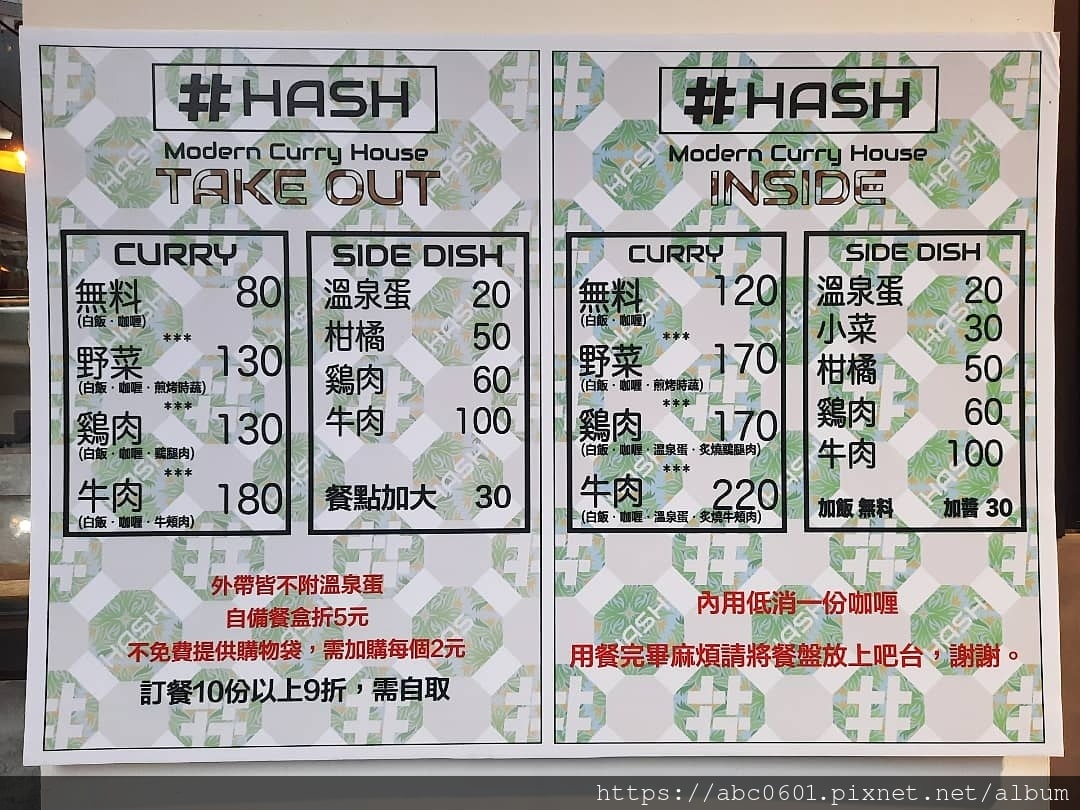 #HASH
Modern Curry House
TAKE OUT
CURRY
無料 80
(白飯·咖喱)
***
野菜 130
(白飯·咖喱·煎烤時蔬)
***
鷄肉 130
(白飯·咖喱·鷄腿肉)
***
牛肉 180
(白飯·咖喱·牛頰肉)
SIDE DISH
溫泉蛋 20
柑橘 50
鷄肉 60
牛肉 100
餐點加大 30
外帶皆不附溫泉蛋
自備餐盒折5元
不免費提供購物袋，需加購每個2元
訂餐10份以上9折，需自取
#HASH
Modern Curry House
INSIDE
CURRY
無料 120
(白飯·咖喱)
***
野菜 170
(白飯·咖喱·煎烤時蔬)
***
鷄肉 170
(白飯·咖喱·溫泉蛋·炙燒鷄腿肉)
***
牛肉 220
(白飯·咖喱·溫泉蛋·炙燒牛頰肉)
SIDE DISH
溫泉蛋 20
小菜 30
柑橘 50
鷄肉 60
牛肉 100
加飯 無料 加醬 30
內用低消一份咖喱
用餐完畢麻煩請將餐盤放上吧台，謝謝。
https://abc0601.pixnet.net/album